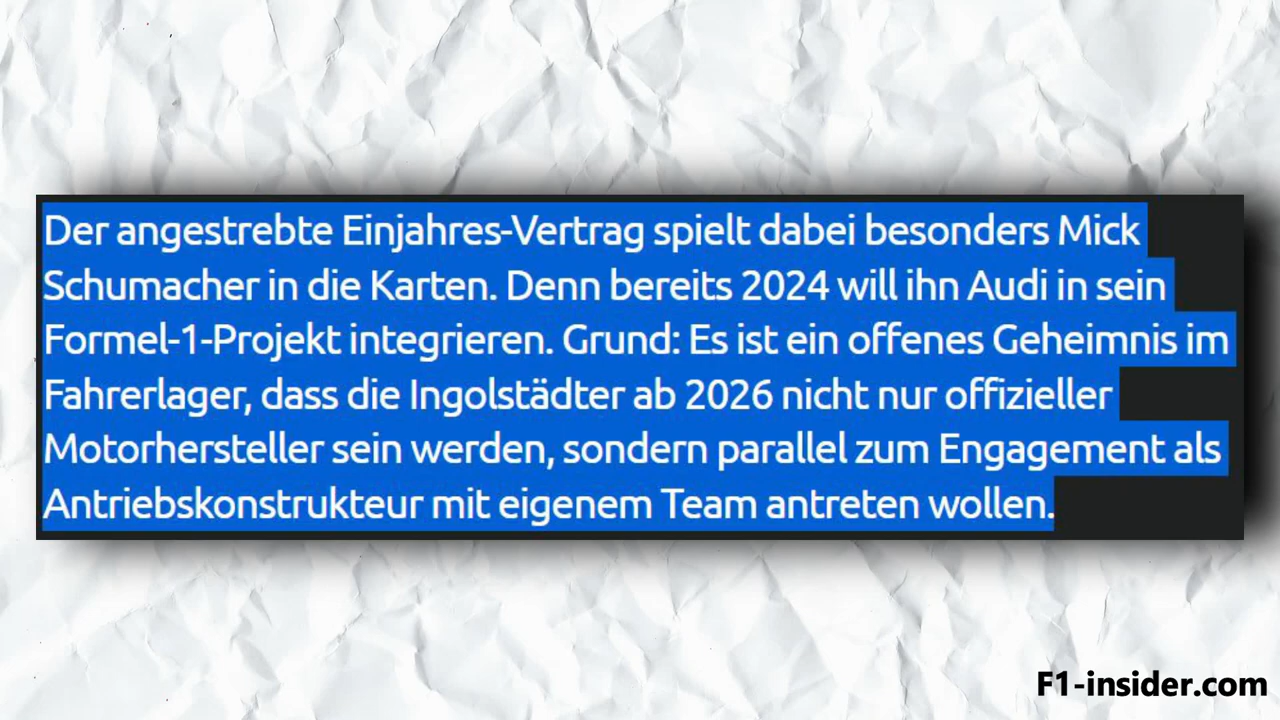 Der angestrebte Einjahres-Vertrag spielt dabei besonders Mick
Schumacher in die Karten. Denn bereits 2024 will ihn Audi in sein
Formel-1-Projekt integrieren. Grund: Es ist ein offenes Geheimnis im
Fahrerlager, dass die Ingolstädter ab 2026 nicht nur offizieller
Motorhersteller sein werden, sondern parallel zum Engagement als
Antriebskonstrukteur mit eigenem Team antreten wollen.
F1-insider.com